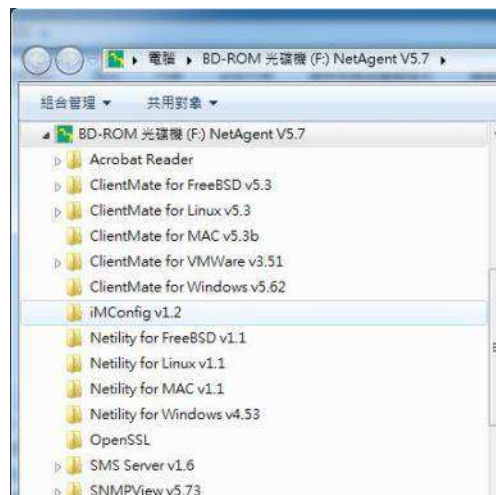 電腦 ▸ BD-ROM 光碟機 (F:) NetAgent V5.7 ▸
組合管理 ▼ 共用對象 ▼
BD-ROM 光碟機 (F:) NetAgent V5.7
Acrobat Reader
ClientMate for FreeBSD v5.3
ClientMate for Linux v5.3
ClientMate for MAC v5.3b
ClientMate for VMWare v3.51
ClientMate for Windows v5.62
iMConfig v1.2
Netility for FreeBSD v1.1
Netility for Linux v1.1
Netility for MAC v1.1
Netility for Windows v4.53
OpenSSL
SMS Server v1.6
SNMPView v5.73